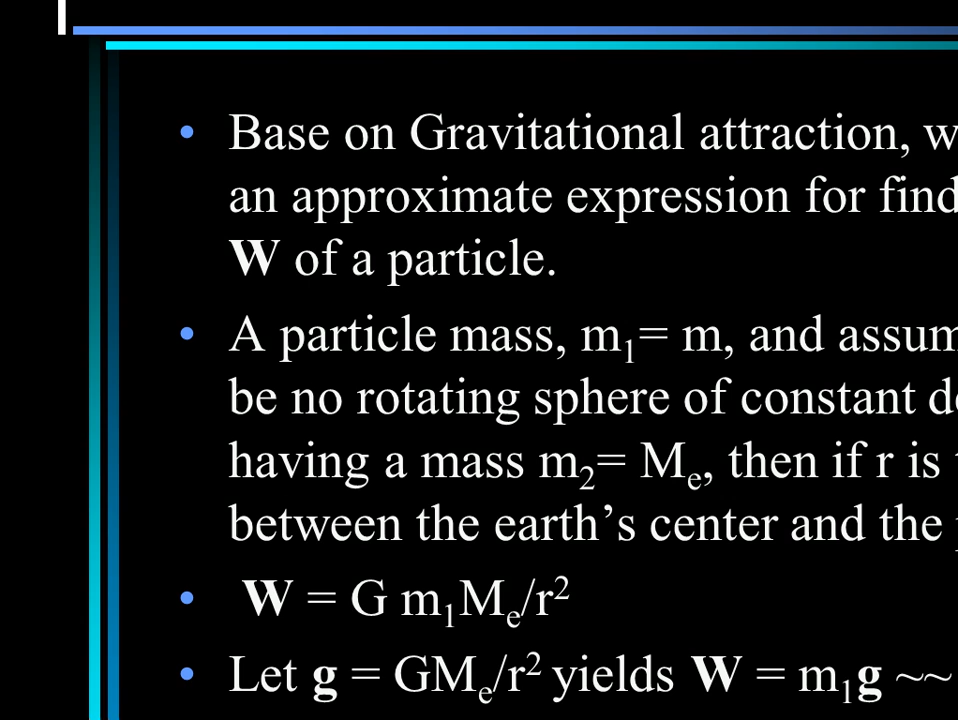 • Base on Gravitational attraction, w
an approximate expression for find
W of a particle.
• A particle mass, m₁= m, and assum
be no rotating sphere of constant de
having a mass m₂= Mₑ, then if r is t
between the earth’s center and the p
• W = G m₁Mₑ/r²
• Let g = GMₑ/r² yields W = m₁g ~~